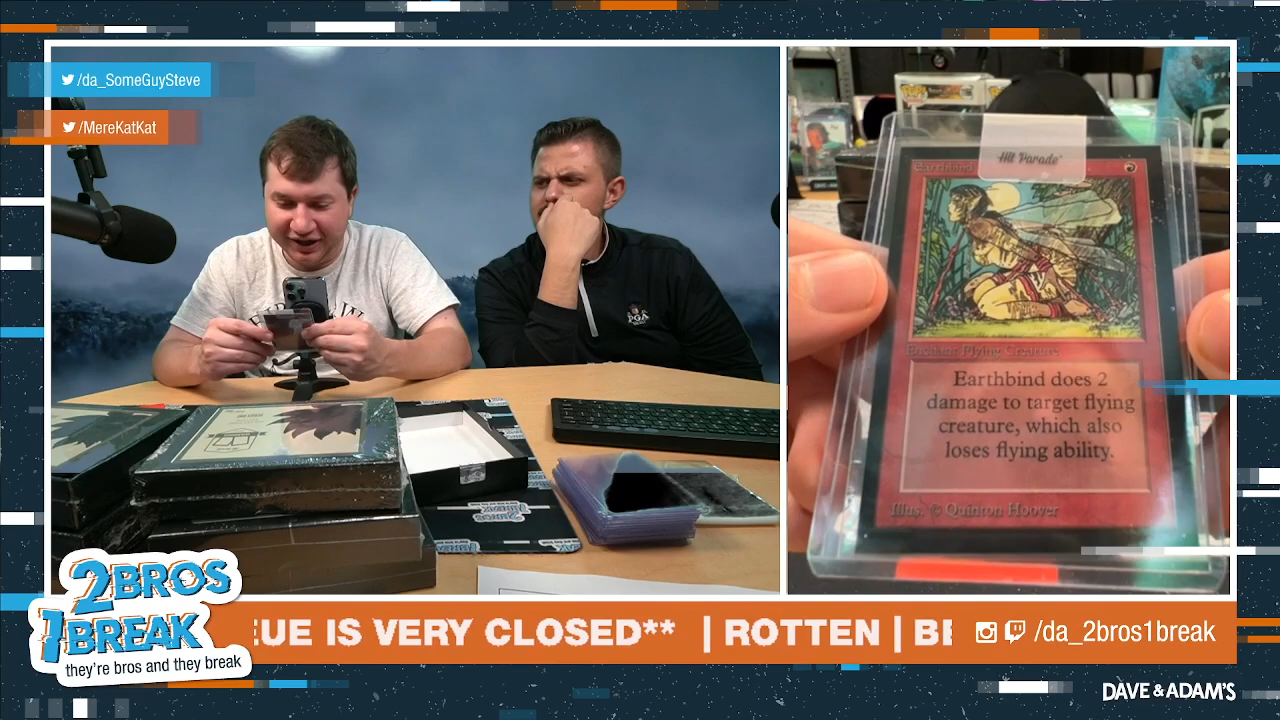 /da_SomeGuySteve
/MereKatKat
Hit Parade
Earthbind
Enchant Flying Creature
Earthbind does 2
damage to target flying
creature, which also
loses flying ability.
Illus. © Quinton Hoover
PGA
2BROS
1BREAK
they're bros and they break
EUE IS VERY CLOSED** | ROTTEN | BE
/da_2bros1break
DAVE & ADAM'S